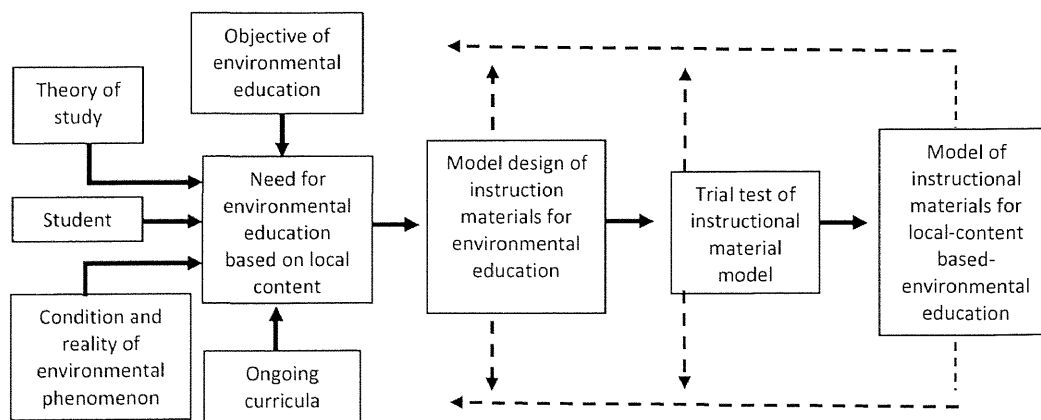 Objective of
environmental
education
Theory of
study
Student
Condition and
reality of
environmental
phenomenon
Need for
environmental
education
based on local
content
Ongoing
curricula
Model design of
instruction
materials for
environmental
education
Trial test of
instructional
material
model
Model of
instructional
materials for
local-content
based-
environmental
education